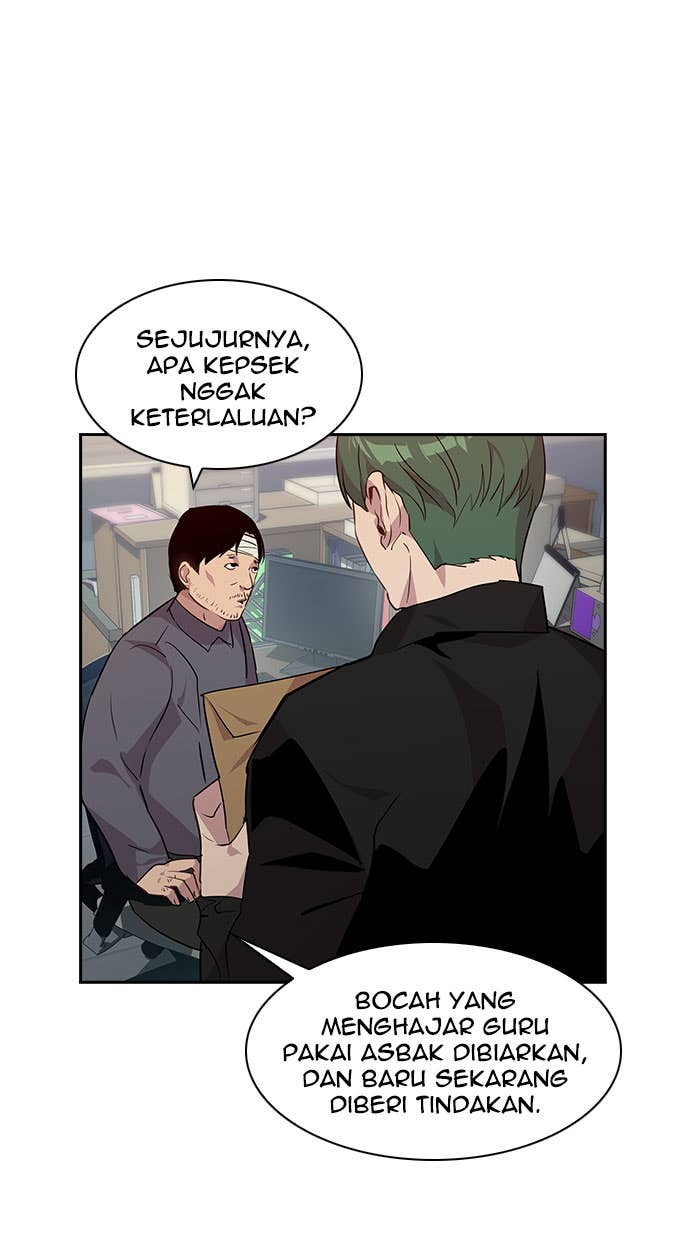 SEJUJURNYA,
APA KEPSEK
NGGAK
KETERLALUAN?
BOCAH YANG
MENGHAJAR GURU
PAKAI ASBAK DIBIARKAN,
DAN BARU SEKARANG
DIBERI TINDAKAN.